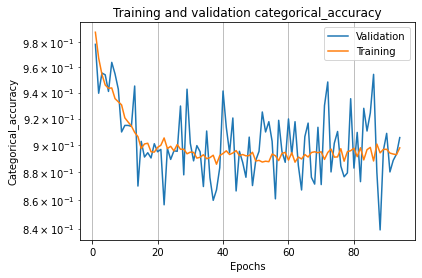 Training and validation categorical_accuracy
Validation
Training
9.8 × 10⁻¹
9.6 × 10⁻¹
9.4 × 10⁻¹
9.2 × 10⁻¹
9 × 10⁻¹
8.8 × 10⁻¹
8.6 × 10⁻¹
8.4 × 10⁻¹
Categorical_accuracy
0 20 40 60 80
Epochs